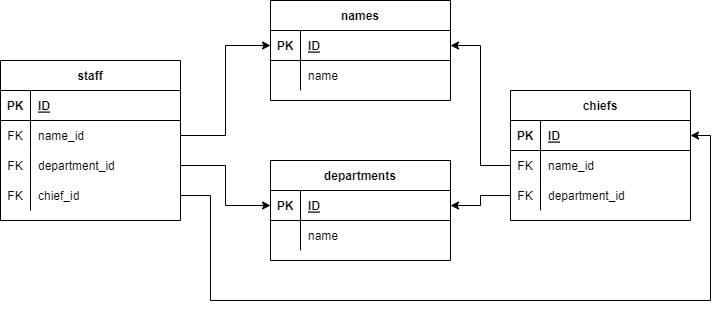 names
PK ID
name
staff
PK ID
FK name_id
FK department_id
FK chief_id
departments
PK ID
name
chiefs
PK ID
FK name_id
FK department_id